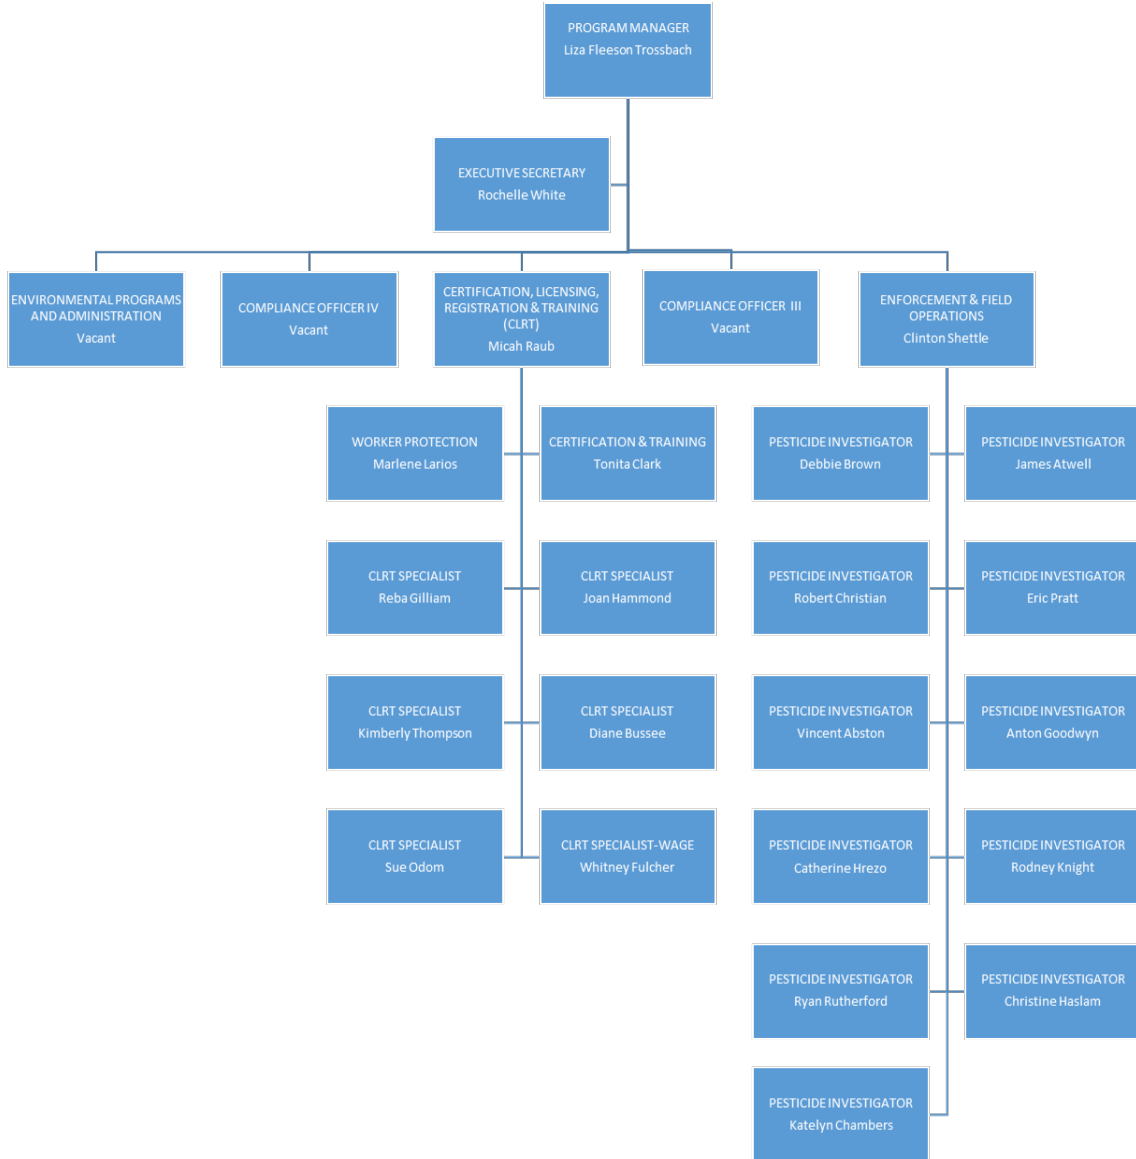 PROGRAM MANAGER
Liza Fleeson Trossbach
EXECUTIVE SECRETARY
Rochelle White
ENVIRONMENTAL PROGRAMS
AND ADMINISTRATION
Vacant
COMPLIANCE OFFICER IV
Vacant
CERTIFICATION, LICENSING,
REGISTRATION & TRAINING
(CLRT)
Micah Raub
COMPLIANCE OFFICER III
Vacant
ENFORCEMENT & FIELD
OPERATIONS
Clinton Shettle
WORKER PROTECTION
Marlene Larios
CERTIFICATION & TRAINING
Tonita Clark
PESTICIDE INVESTIGATOR
Debbie Brown
PESTICIDE INVESTIGATOR
James Atwell
CLRT SPECIALIST
Reba Gilliam
CLRT SPECIALIST
Joan Hammond
PESTICIDE INVESTIGATOR
Robert Christian
PESTICIDE INVESTIGATOR
Eric Pratt
CLRT SPECIALIST
Kimberly Thompson
CLRT SPECIALIST
Diane Bussee
PESTICIDE INVESTIGATOR
Vincent Abston
PESTICIDE INVESTIGATOR
Anton Goodwyn
CLRT SPECIALIST
Sue Odom
CLRT SPECIALIST-WAGE
Whitney Fulcher
PESTICIDE INVESTIGATOR
Catherine Hrezo
PESTICIDE INVESTIGATOR
Rodney Knight
PESTICIDE INVESTIGATOR
Ryan Rutherford
PESTICIDE INVESTIGATOR
Christine Haslam
PESTICIDE INVESTIGATOR
Katelyn Chambers